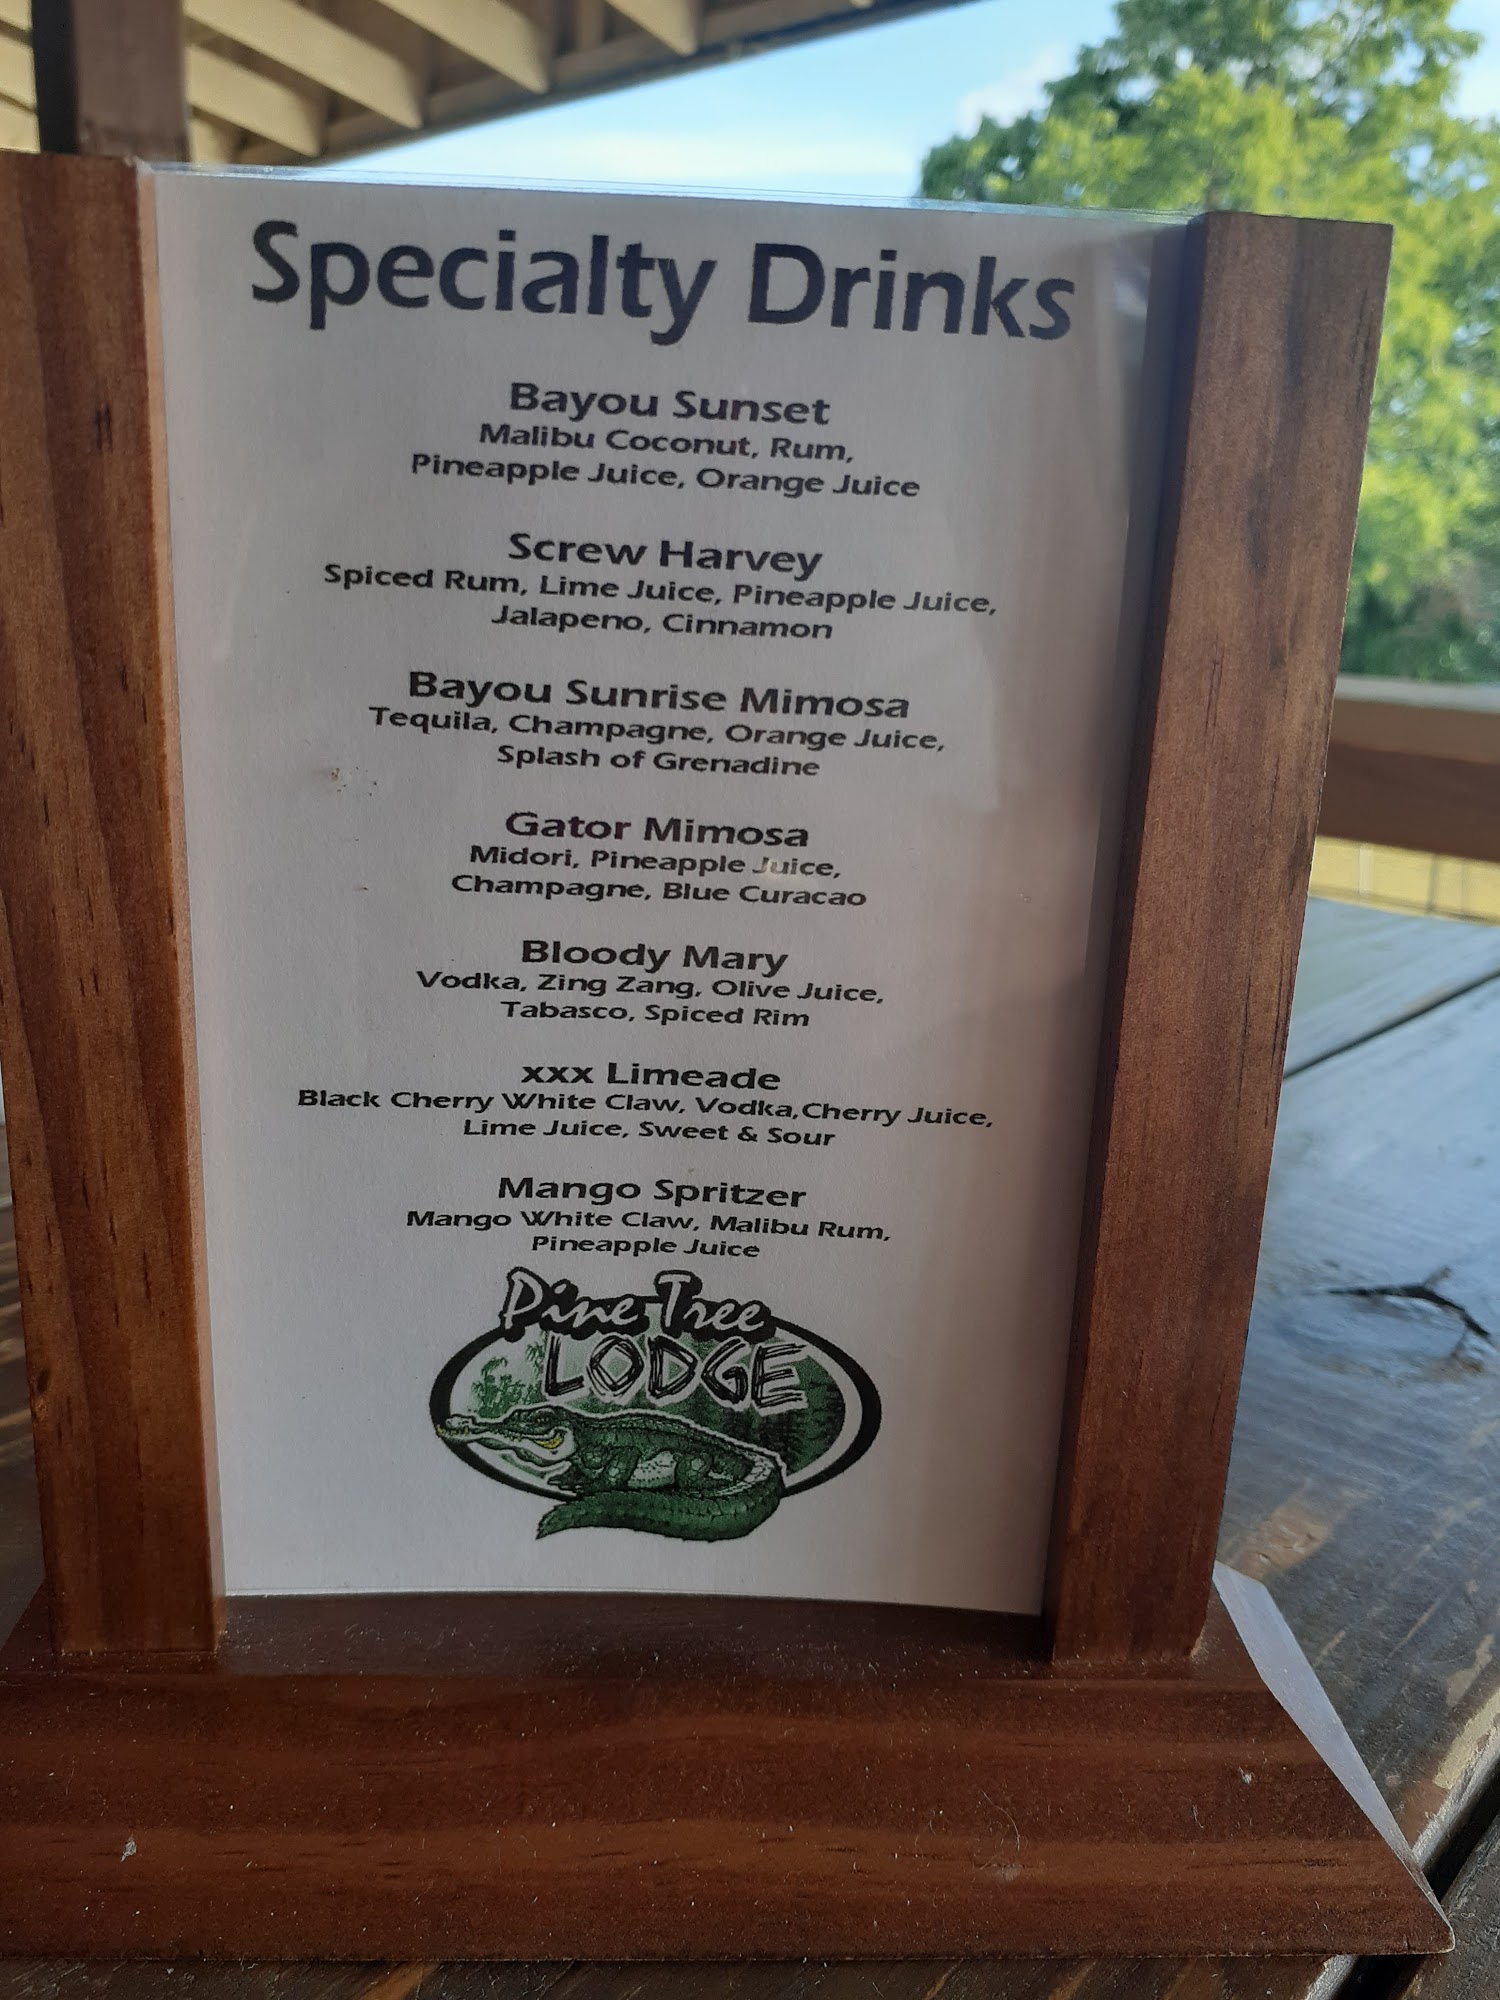 Specialty Drinks
Bayou Sunset
Malibu Coconut, Rum,
Pineapple Juice, Orange Juice
Screw Harvey
Spiced Rum, Lime Juice, Pineapple Juice,
Jalapeno, Cinnamon
Bayou Sunrise Mimosa
Tequila, Champagne, Orange Juice,
Splash of Grenadine
Gator Mimosa
Midori, Pineapple Juice,
Champagne, Blue Curacao
Bloody Mary
Vodka, Zing Zang, Olive Juice,
Tabasco, Spiced Rim
xxx Limeade
Black Cherry White Claw, Vodka,Cherry Juice,
Lime Juice, Sweet & Sour
Mango Spritzer
Mango White Claw, Malibu Rum,
Pineapple Juice
Pine Tree
LODGE